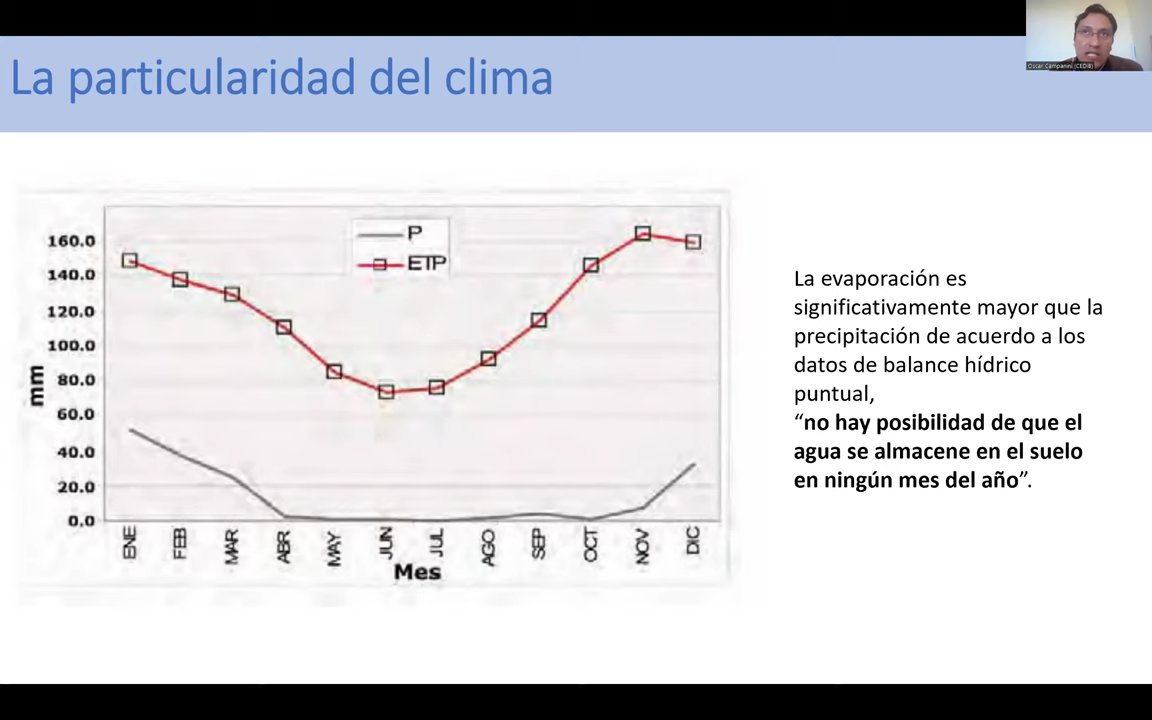 Oscar Campanini (CEDIB)
La particularidad del clima
P
ETP
160.0
140.0
120.0
100.0
80.0
60.0
40.0
20.0
0.0
mm
ENE
FEB
MAR
ABR
MAY
JUN
JUL
AGO
SEP
OCT
NOV
DIC
Mes
La evaporación es
significativamente mayor que la
precipitación de acuerdo a los
datos de balance hídrico
puntual,
“no hay posibilidad de que el
agua se almacene en el suelo
en ningún mes del año”.